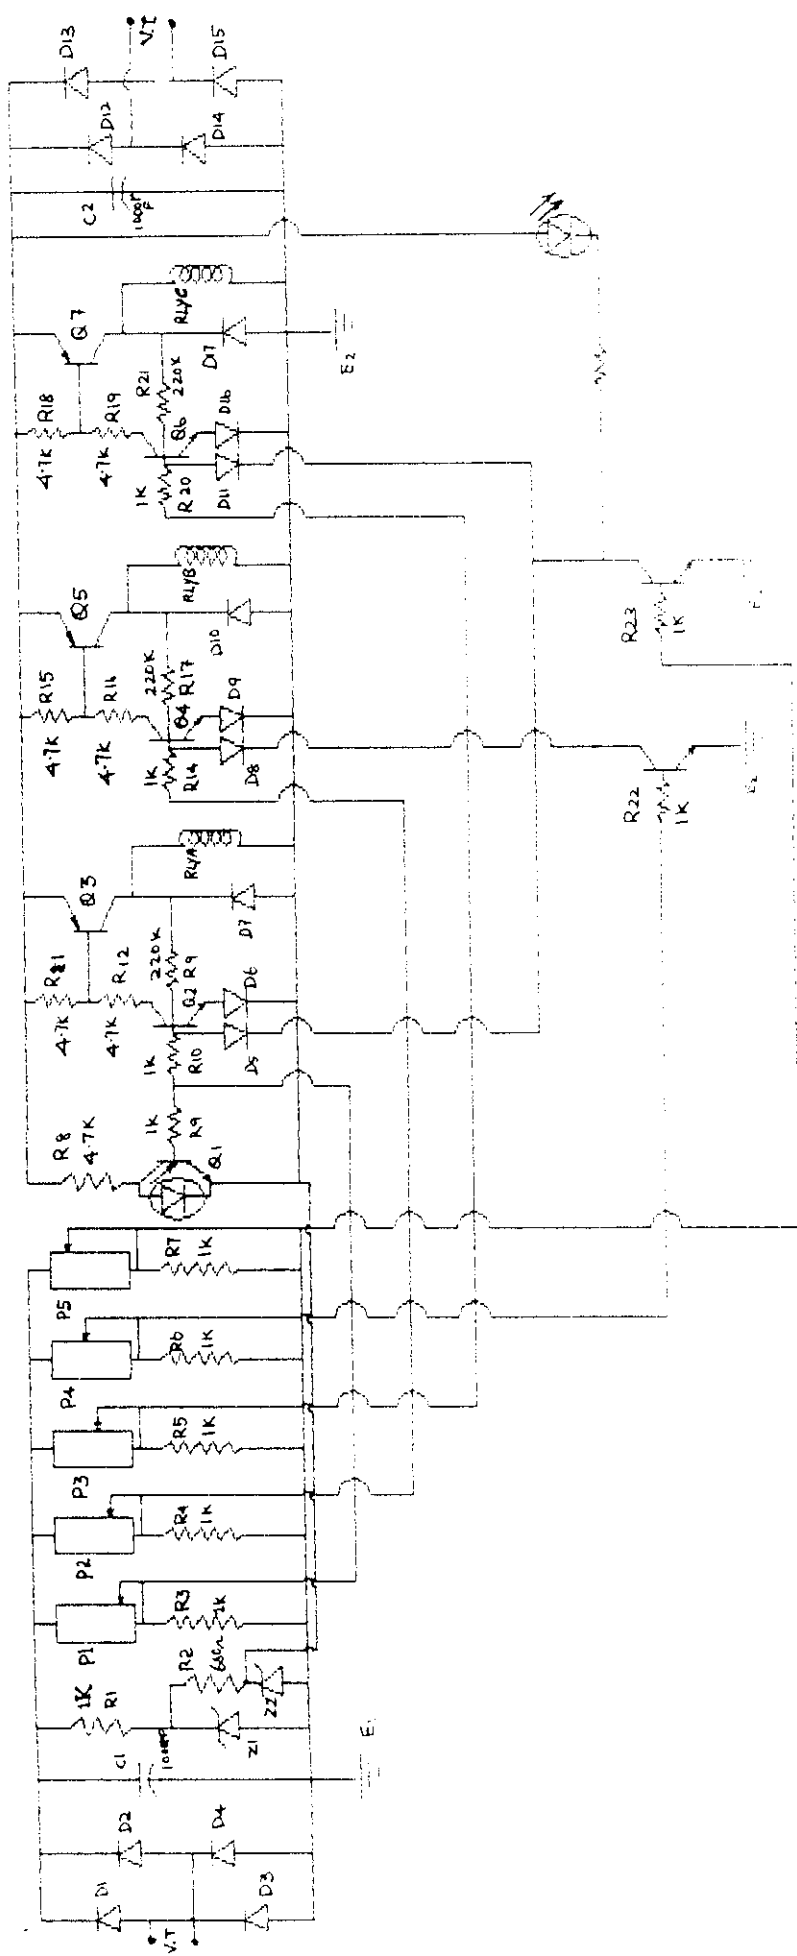 V.T
D1
D3
D2
D4
C1
E1
1K
R1
Z1
R2
Z2
P1
R3
1K
P2
R4
1K
P3
R5
1K
P4
R6
1K
P5
R7
1K
R8
4.7K
Q1
1K
R9
1K
R10
4.7K
4.7K
R12
Q2
220K
R9
D5
D6
Q3
D7
RLYA
R15
4.7K
4.7K
Q4
220K
R17
1K
R14
D8
D9
Q5
D10
RLYB
R18
4.7K
R19
4.7K
Q6
R21
220K
1K
R20
D11
D16
Q7
D17
RLYC
E2
C2
D12
D14
D13
D15
V.T
R22
1K
E2
R23
1K